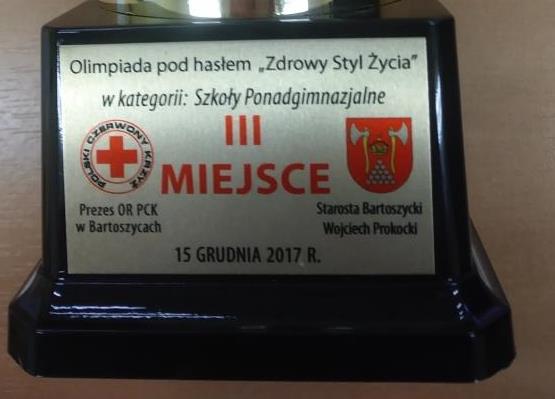 Olimpiada pod hasłem „Zdrowy Styl Życia”
w kategorii: Szkoły Ponadgimnazjalne
III
MIEJSCE
POLSKI CZERWONY KRZYŻ
Prezes OR PCK
w Bartoszycach
Starosta Bartoszycki
Wojciech Prokocki
15 GRUDNIA 2017 R.